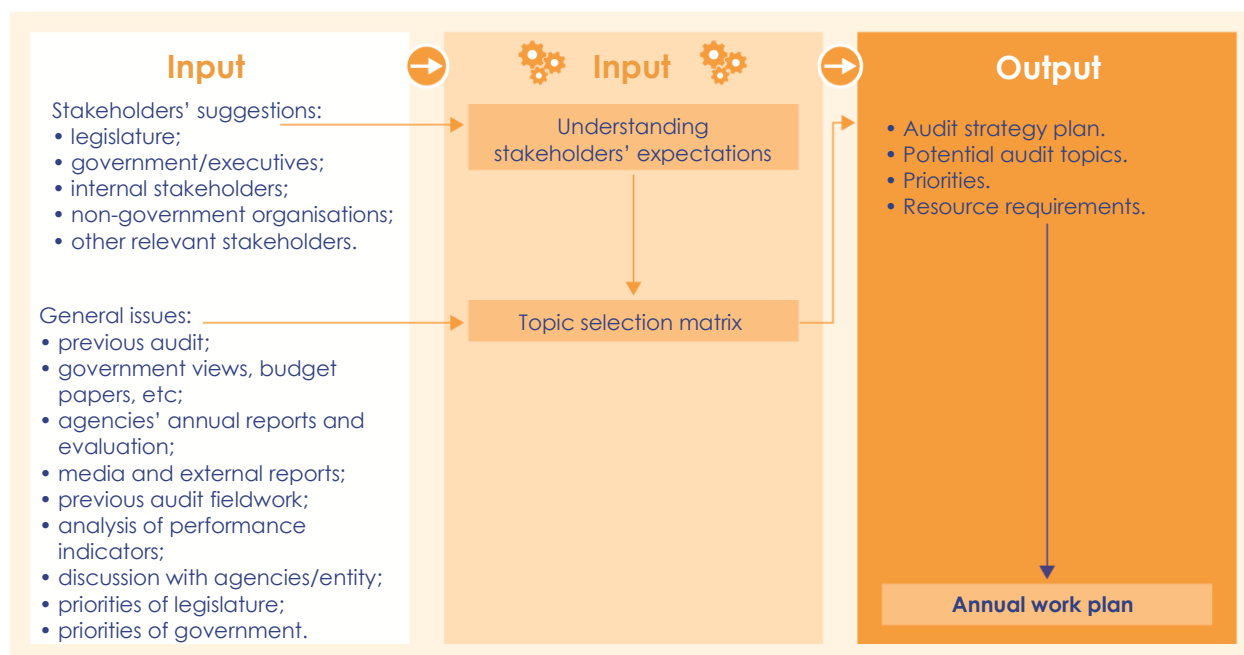 Input
Stakeholders’ suggestions:
• legislature;
• government/executives;
• internal stakeholders;
• non-government organisations;
• other relevant stakeholders.
General issues:
• previous audit;
• government views, budget
papers, etc;
• agencies’ annual reports and
evaluation;
• media and external reports;
• previous audit fieldwork;
• analysis of performance
indicators;
• discussion with agencies/entity;
• priorities of legislature;
• priorities of government.
Input
Understanding
stakeholders’ expectations
Topic selection matrix
Output
• Audit strategy plan.
• Potential audit topics.
• Priorities.
• Resource requirements.
Annual work plan